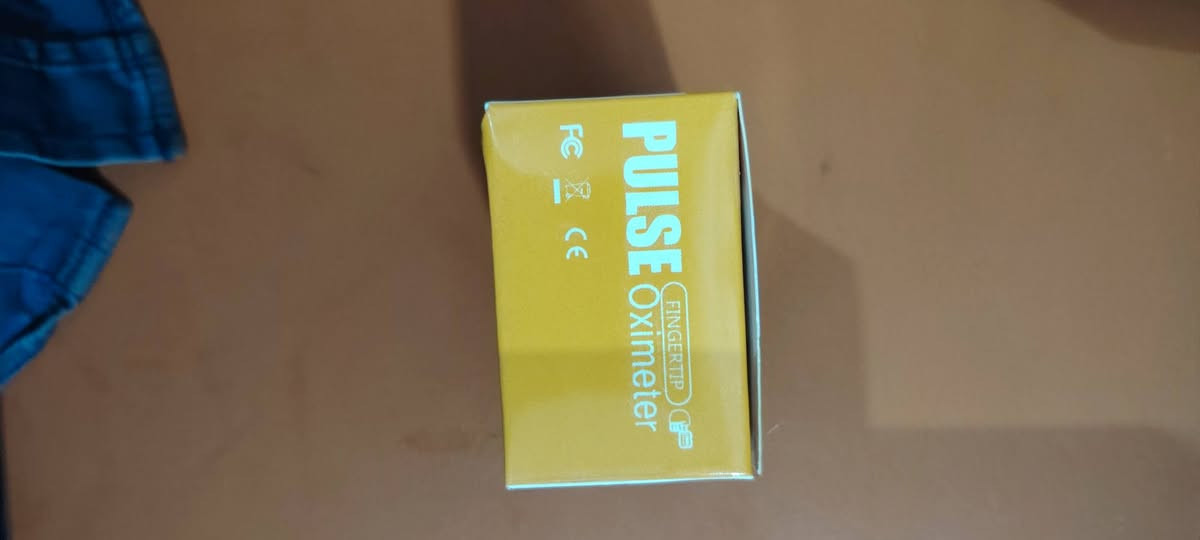 FINGERTIP
PULSE Oximeter
FC CE